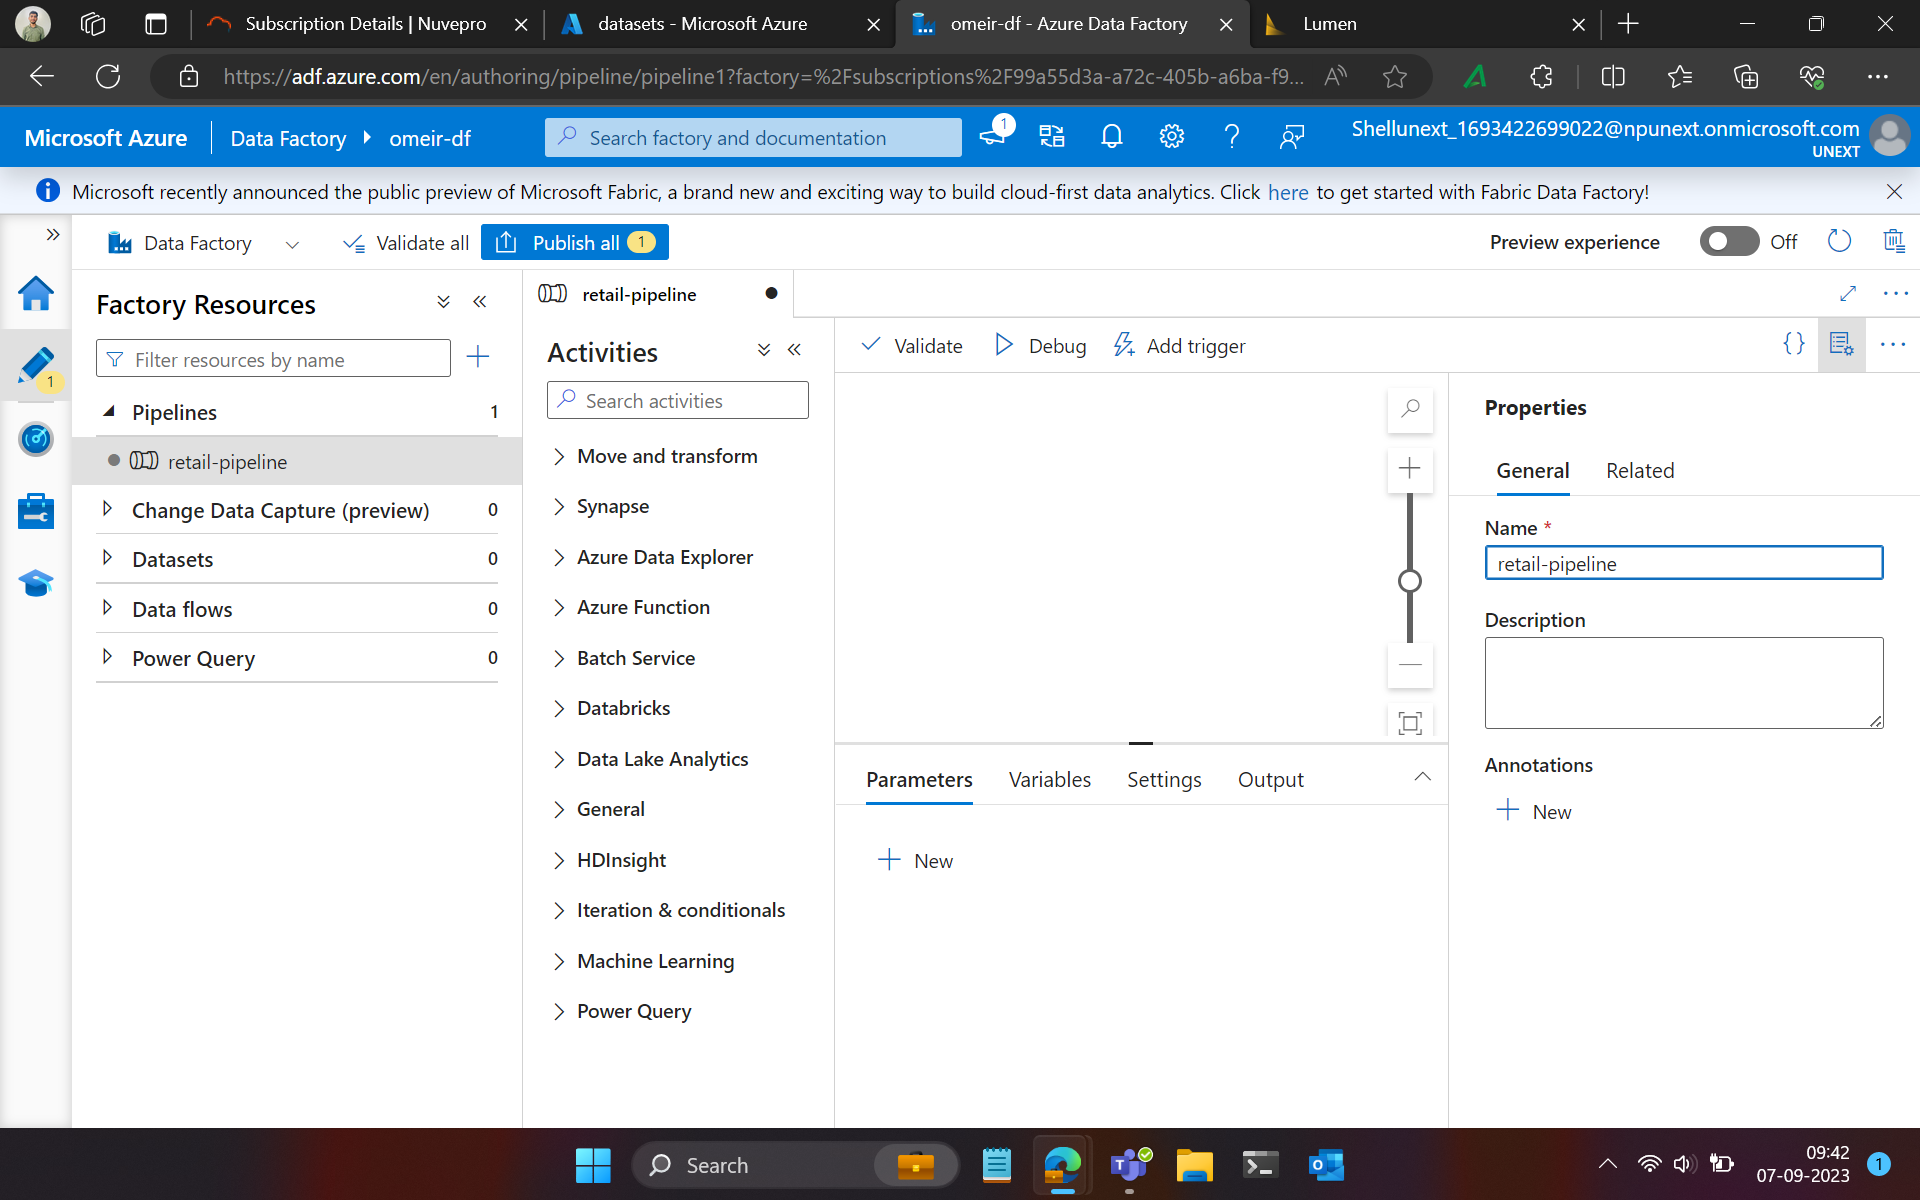 Subscription Details | Nuvepro
datasets - Microsoft Azure
omeir-df - Azure Data Factory
Lumen
https://adf.azure.com/en/authoring/pipeline/pipeline1?factory=%2Fsubscriptions%2F99a55d3a-a72c-405b-a6ba-f9...
Microsoft Azure
Data Factory
omeir-df
Search factory and documentation
1
Shellunext_1693422699022@npunext.onmicrosoft.com
UNEXT
Microsoft recently announced the public preview of Microsoft Fabric, a brand new and exciting way to build cloud-first data analytics. Click here to get started with Fabric Data Factory!
Data Factory
Validate all
Publish all 1
Preview experience
Off
1
Factory Resources
Filter resources by name
Pipelines 1
retail-pipeline
Change Data Capture (preview) 0
Datasets 0
Data flows 0
Power Query 0
retail-pipeline
Activities
Search activities
Move and transform
Synapse
Azure Data Explorer
Azure Function
Batch Service
Databricks
Data Lake Analytics
General
HDInsight
Iteration & conditionals
Machine Learning
Power Query
Validate
Debug
Add trigger
{}
Parameters
Variables
Settings
Output
New
Properties
General
Related
Name *
retail-pipeline
Description
Annotations
New
Search
09:42
07-09-2023
1